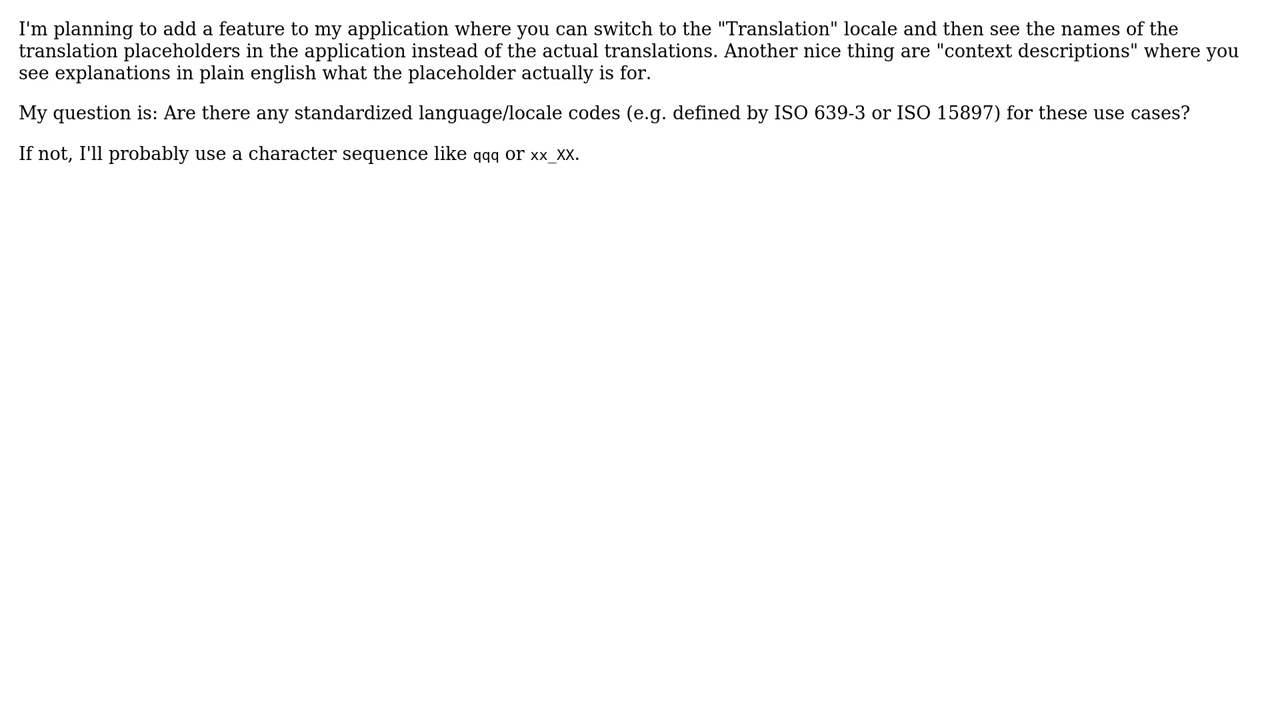 I'm planning to add a feature to my application where you can switch to the "Translation" locale and then see the names of the
translation placeholders in the application instead of the actual translations. Another nice thing are "context descriptions" where you
see explanations in plain english what the placeholder actually is for.
My question is: Are there any standardized language/locale codes (e.g. defined by ISO 639-3 or ISO 15897) for these use cases?
If not, I'll probably use a character sequence like qqq or xx_XX.